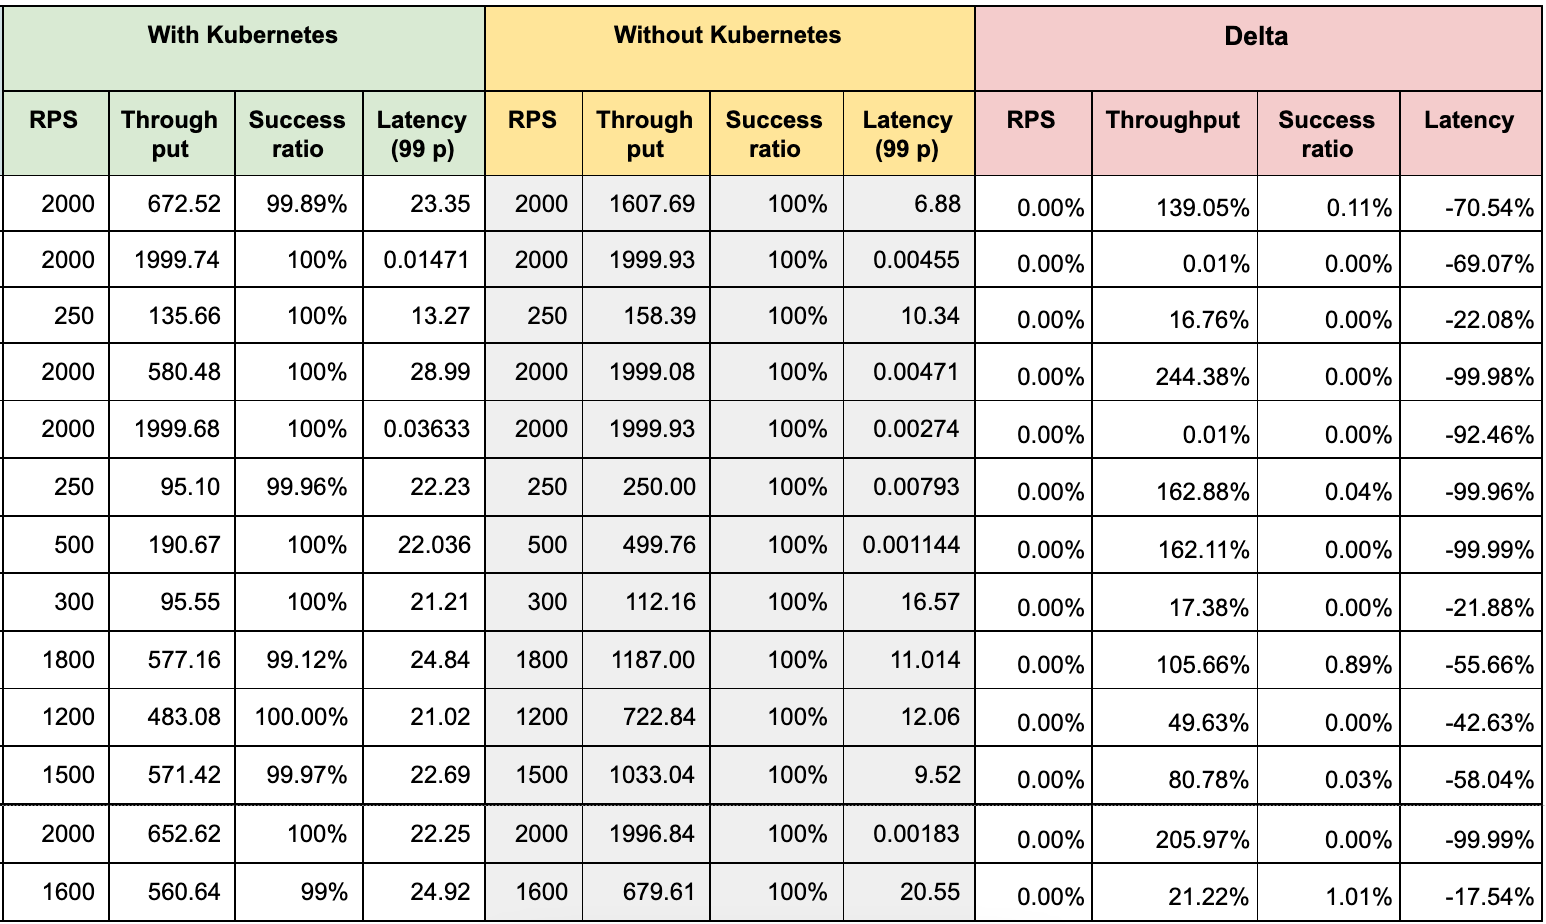 With Kubernetes Without Kubernetes Delta
RPS Through put Success ratio Latency (99 p) RPS Through put Success ratio Latency (99 p) RPS Throughput Success ratio Latency
2000 672.52 99.89% 23.35 2000 1607.69 100% 6.88 0.00% 139.05% 0.11% -70.54%
2000 1999.74 100% 0.01471 2000 1999.93 100% 0.00455 0.00% 0.01% 0.00% -69.07%
250 135.66 100% 13.27 250 158.39 100% 10.34 0.00% 16.76% 0.00% -22.08%
2000 580.48 100% 28.99 2000 1999.08 100% 0.00471 0.00% 244.38% 0.00% -99.98%
2000 1999.68 100% 0.03633 2000 1999.93 100% 0.00274 0.00% 0.01% 0.00% -92.46%
250 95.10 99.96% 22.23 250 250.00 100% 0.00793 0.00% 162.88% 0.04% -99.96%
500 190.67 100% 22.036 500 499.76 100% 0.001144 0.00% 162.11% 0.00% -99.99%
300 95.55 100% 21.21 300 112.16 100% 16.57 0.00% 17.38% 0.00% -21.88%
1800 577.16 99.12% 24.84 1800 1187.00 100% 11.014 0.00% 105.66% 0.89% -55.66%
1200 483.08 100.00% 21.02 1200 722.84 100% 12.06 0.00% 49.63% 0.00% -42.63%
1500 571.42 99.97% 22.69 1500 1033.04 100% 9.52 0.00% 80.78% 0.03% -58.04%
2000 652.62 100% 22.25 2000 1996.84 100% 0.00183 0.00% 205.97% 0.00% -99.99%
1600 560.64 99% 24.92 1600 679.61 100% 20.55 0.00% 21.22% 1.01% -17.54%